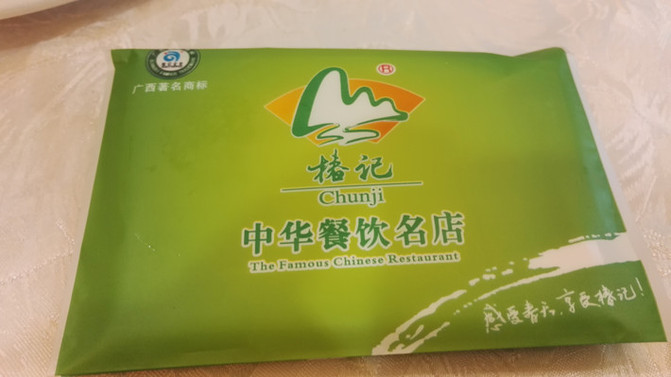 广西著名商标
®
椿记
Chunji
中华餐饮名店
The Famous Chinese Restaurant
感受春天,享受椿记!